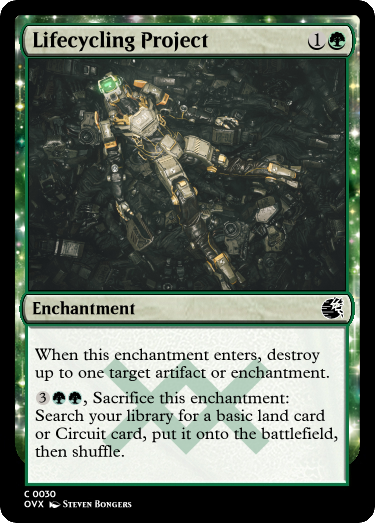 Lifecycling Project 1
Enchantment
When this enchantment enters, destroy
up to one target artifact or enchantment.
3, Sacrifice this enchantment:
Search your library for a basic land card
or Circuit card, put it onto the battlefield,
then shuffle.
C 0030
OVX STEVEN BONGERS